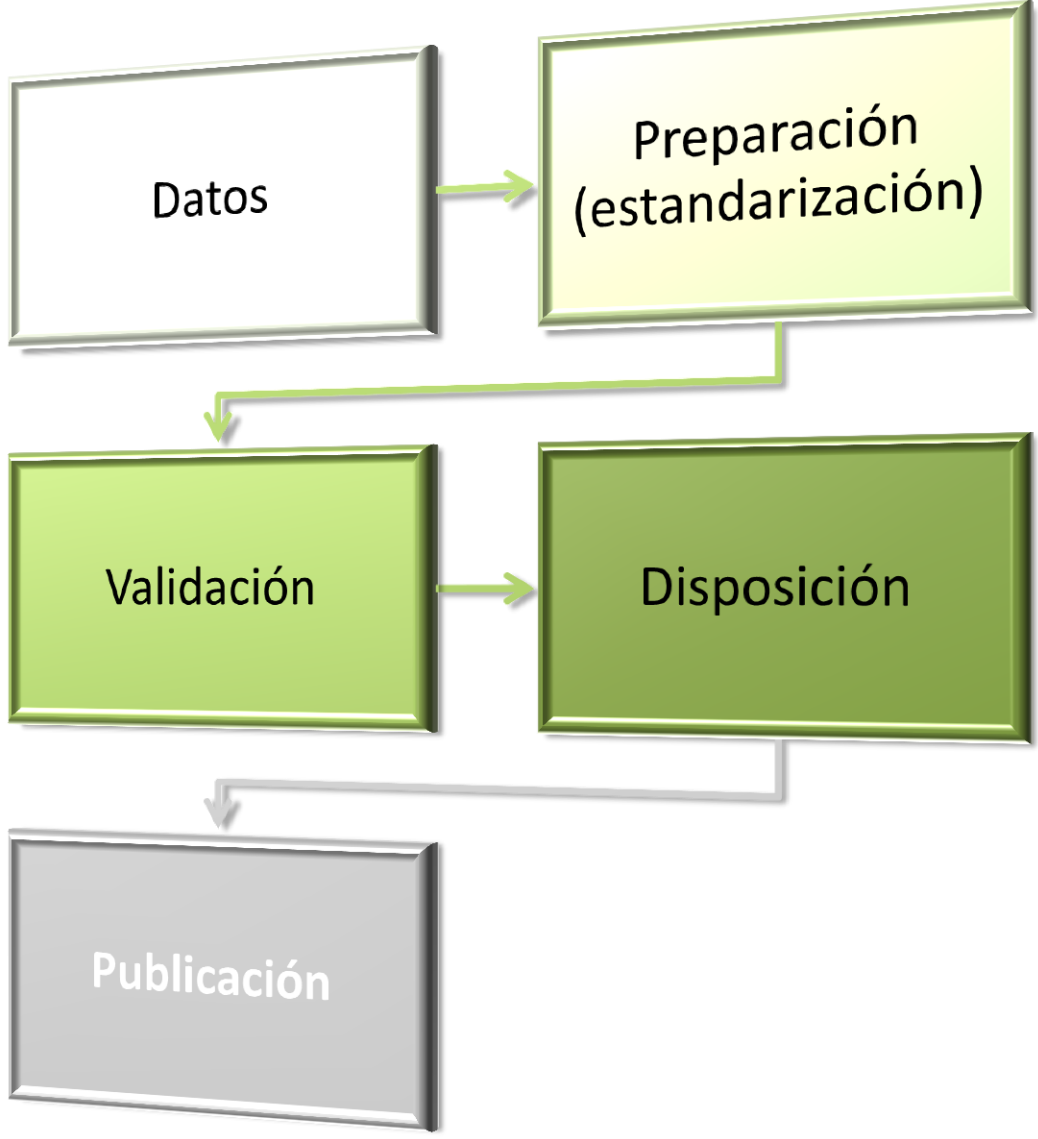 Datos
Preparación
(estandarización)
Validación
Disposición
Publicación